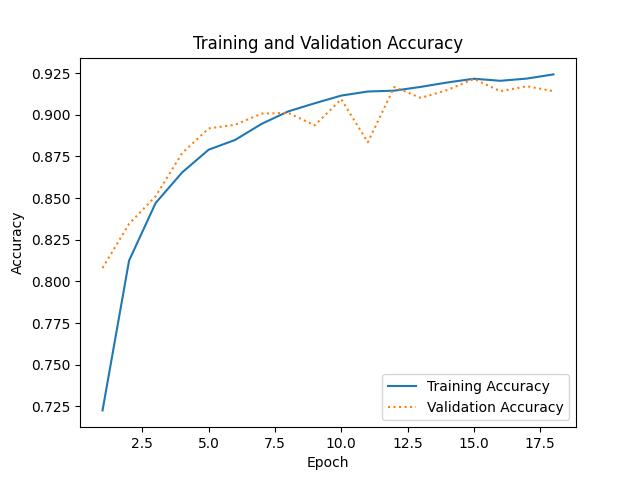 Training and Validation Accuracy
Accuracy
0.925
0.900
0.875
0.850
0.825
0.800
0.775
0.750
0.725
Training Accuracy
Validation Accuracy
2.5 5.0 7.5 10.0 12.5 15.0 17.5
Epoch